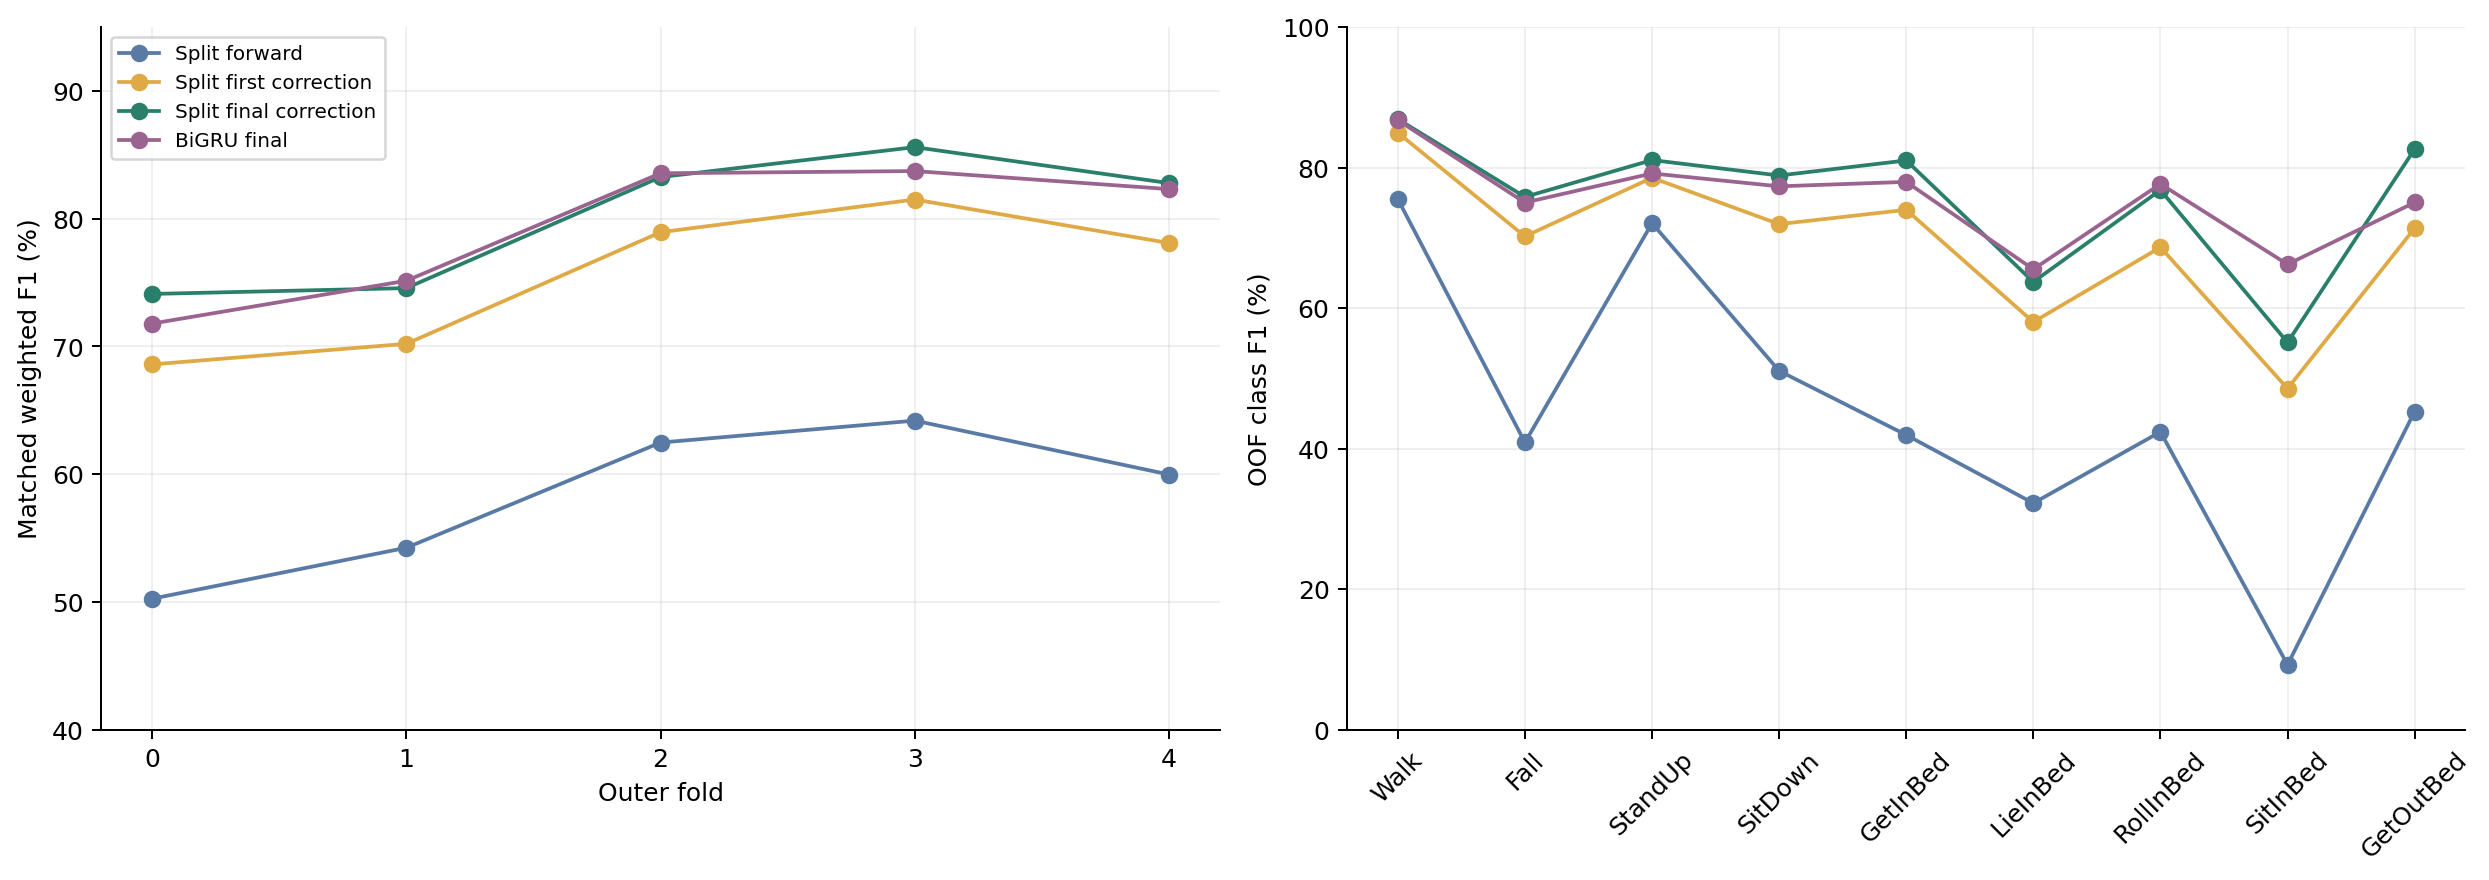 Matched weighted F1 (%)
90
80
70
60
50
40
Split forward
Split first correction
Split final correction
BiGRU final
0 1 2 3 4
Outer fold
OOF class F1 (%)
100
80
60
40
20
0
Walk
Fall
StandUp
SitDown
GetInBed
LieInBed
RollInBed
SitInBed
GetOutBed